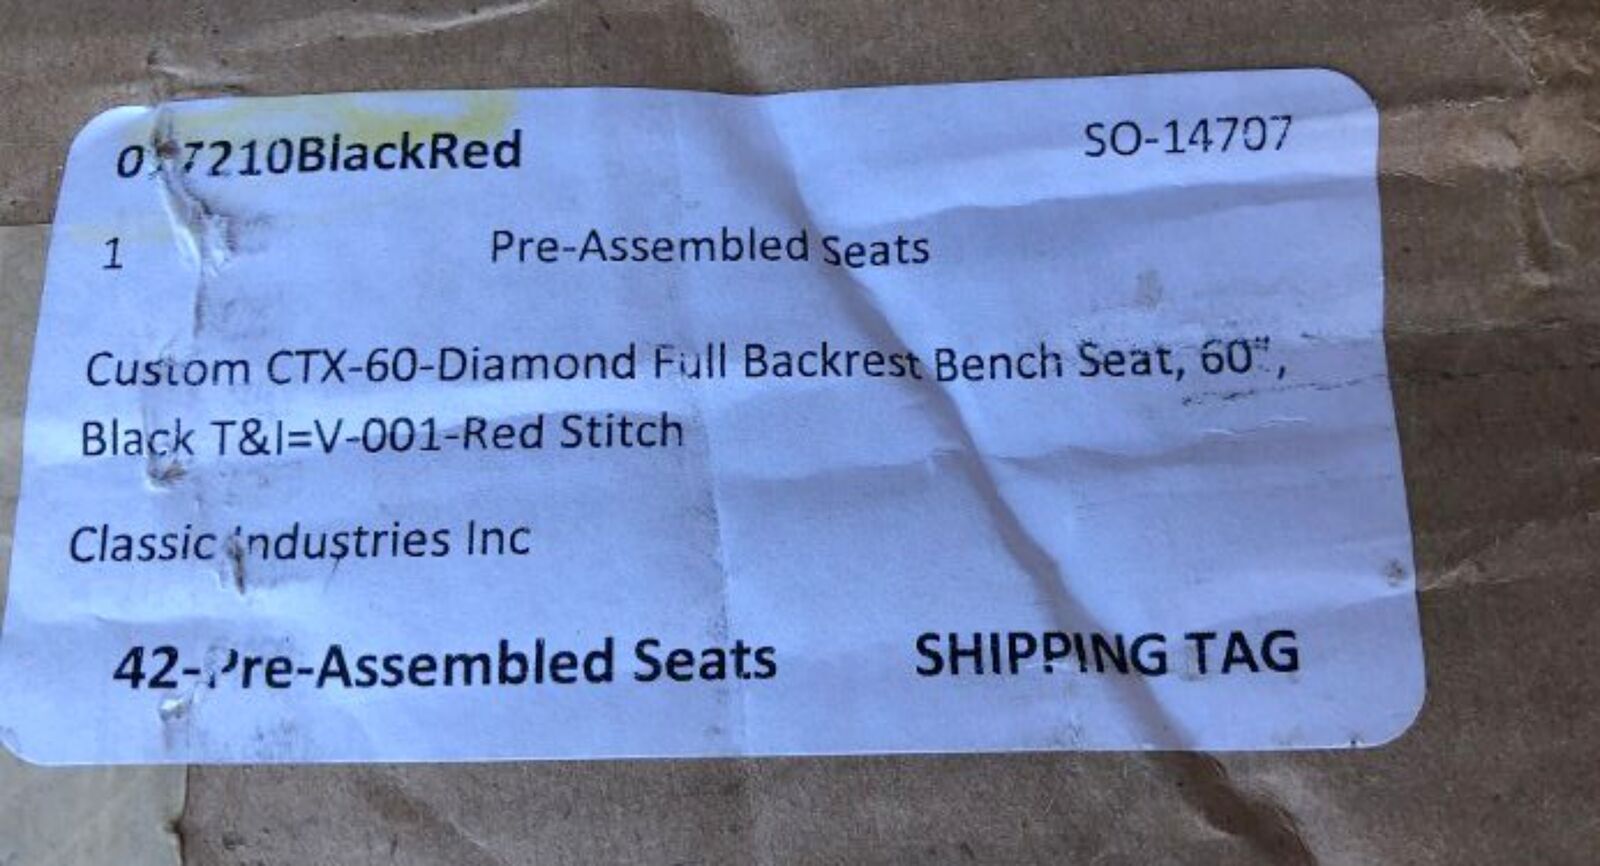 SO-14707
1 Pre-Assembled Seats
Custom CTX-60-Diamond Full Backrest Bench Seat, 60",
Black T&I=V-001-Red Stitch
Classic Industries Inc
42-Pre-Assembled Seats SHIPPING TAG